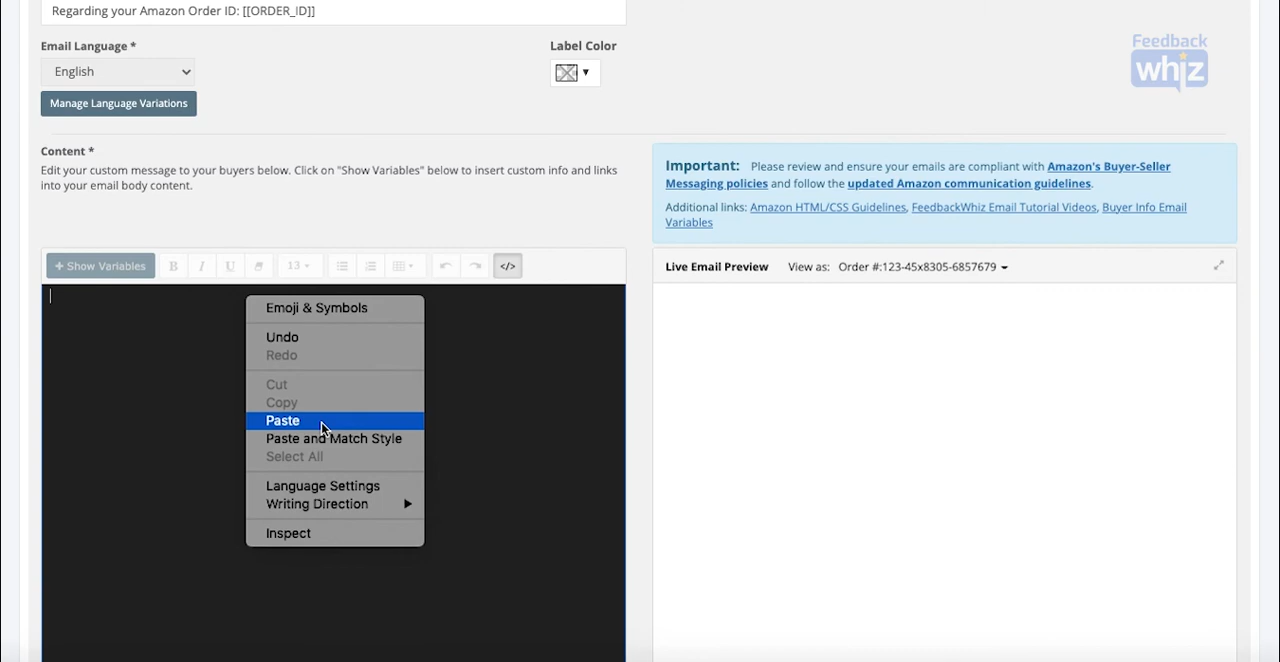 Regarding your Amazon Order ID: [[ORDER_ID]]
Email Language *
Label Color
English
Manage Language Variations
Feedback
whiz
Content *
Edit your custom message to your buyers below. Click on "Show Variables" below to insert custom info and links
into your email body content.
Important: Please review and ensure your emails are compliant with Amazon's Buyer-Seller
Messaging policies and follow the updated Amazon communication guidelines.
Additional links: Amazon HTML/CSS Guidelines, FeedbackWhiz Email Tutorial Videos, Buyer Info Email
Variables
+ Show Variables B I U 13 </>
Live Email Preview View as: Order #:123-45x8305-6857679
Emoji & Symbols
Undo
Redo
Cut
Copy
Paste
Paste and Match Style
Select All
Language Settings
Writing Direction
Inspect